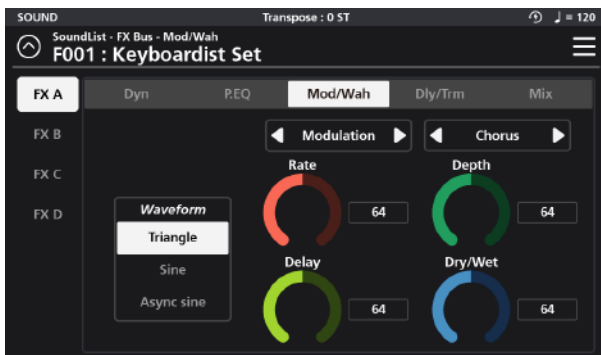 SOUND Transpose : 0 ST ♩ = 120
SoundList - FX Bus - Mod/Wah
F001 : Keyboardist Set
FX A Dyn P.EQ Mod/Wah Dly/Trm Mix
FX B Modulation Chorus
FX C Rate Depth
64 64
FX D Waveform
Triangle
Sine Delay Dry/Wet
Async sine 64 64